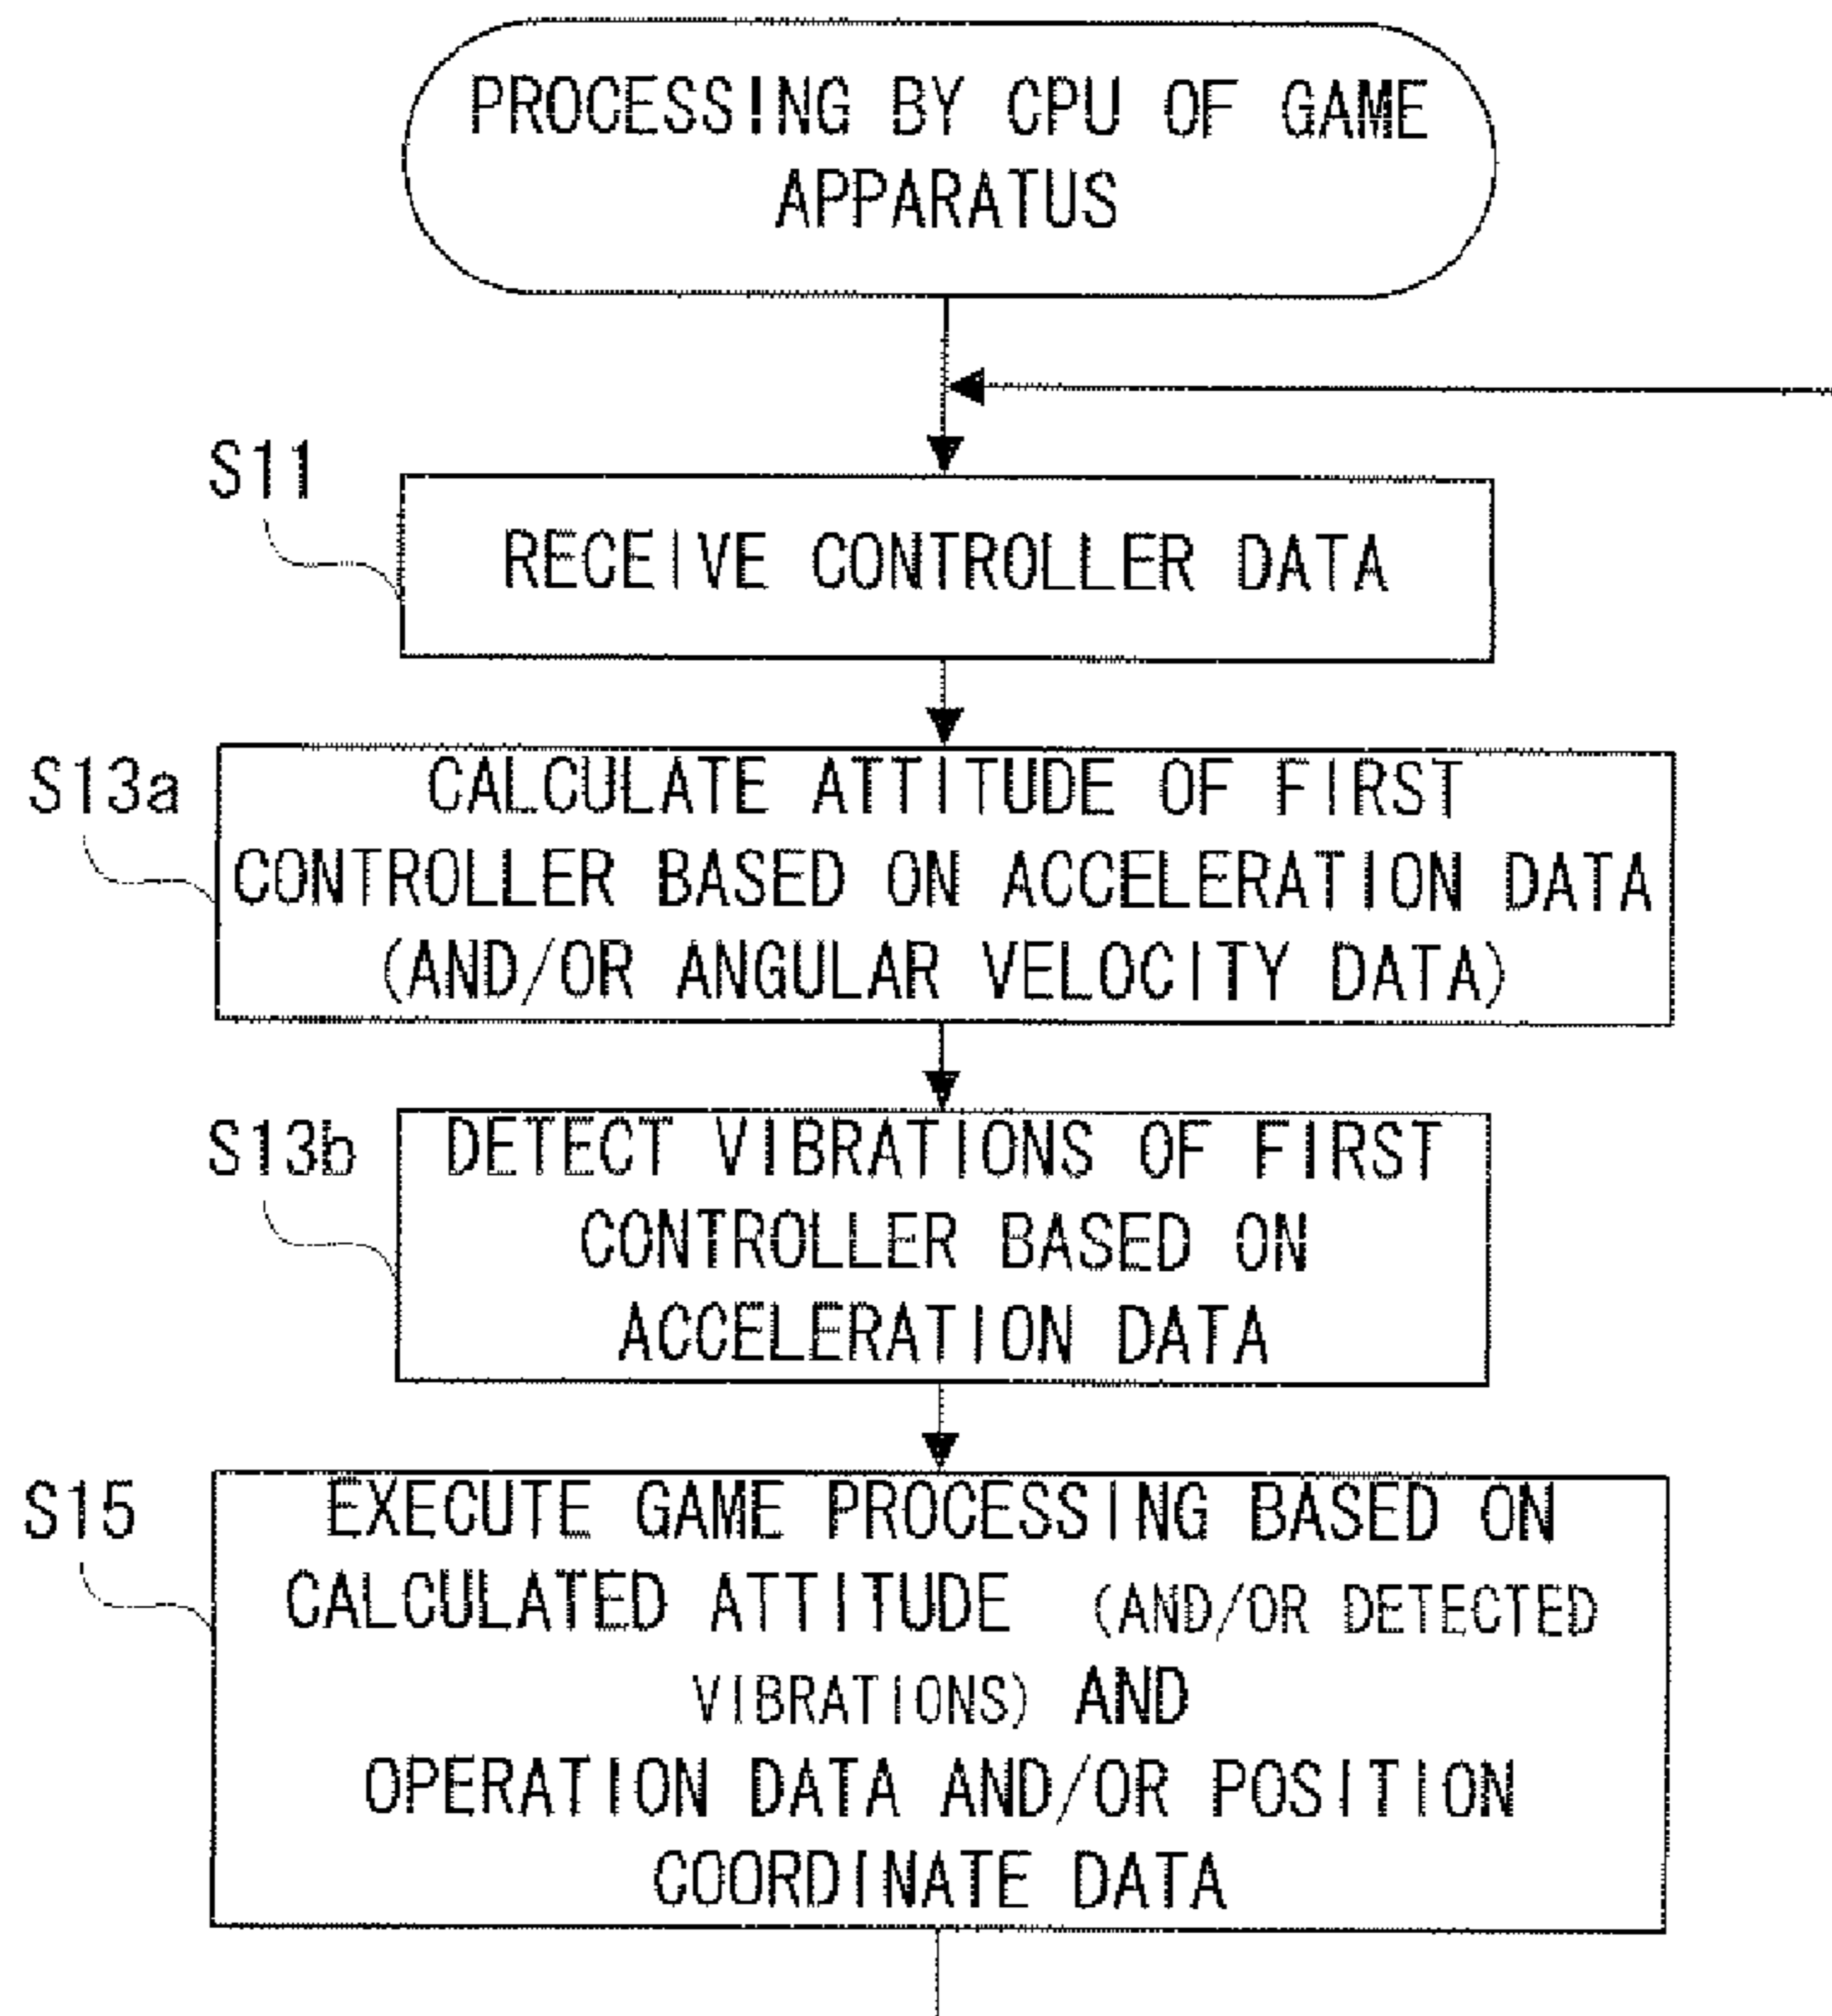 PROCESSING BY CPU OF GAME
APPARATUS
S11
RECEIVE CONTROLLER DATA
S13a
CALCULATE ATTITUDE OF FIRST
CONTROLLER BASED ON ACCELERATION DATA
(AND/OR ANGULAR VELOCITY DATA)
S13b
DETECT VIBRATIONS OF FIRST
CONTROLLER BASED ON
ACCELERATION DATA
S15
EXECUTE GAME PROCESSING BASED ON
CALCULATED ATTITUDE (AND/OR DETECTED
VIBRATIONS) AND
OPERATION DATA AND/OR POSITION
COORDINATE DATA